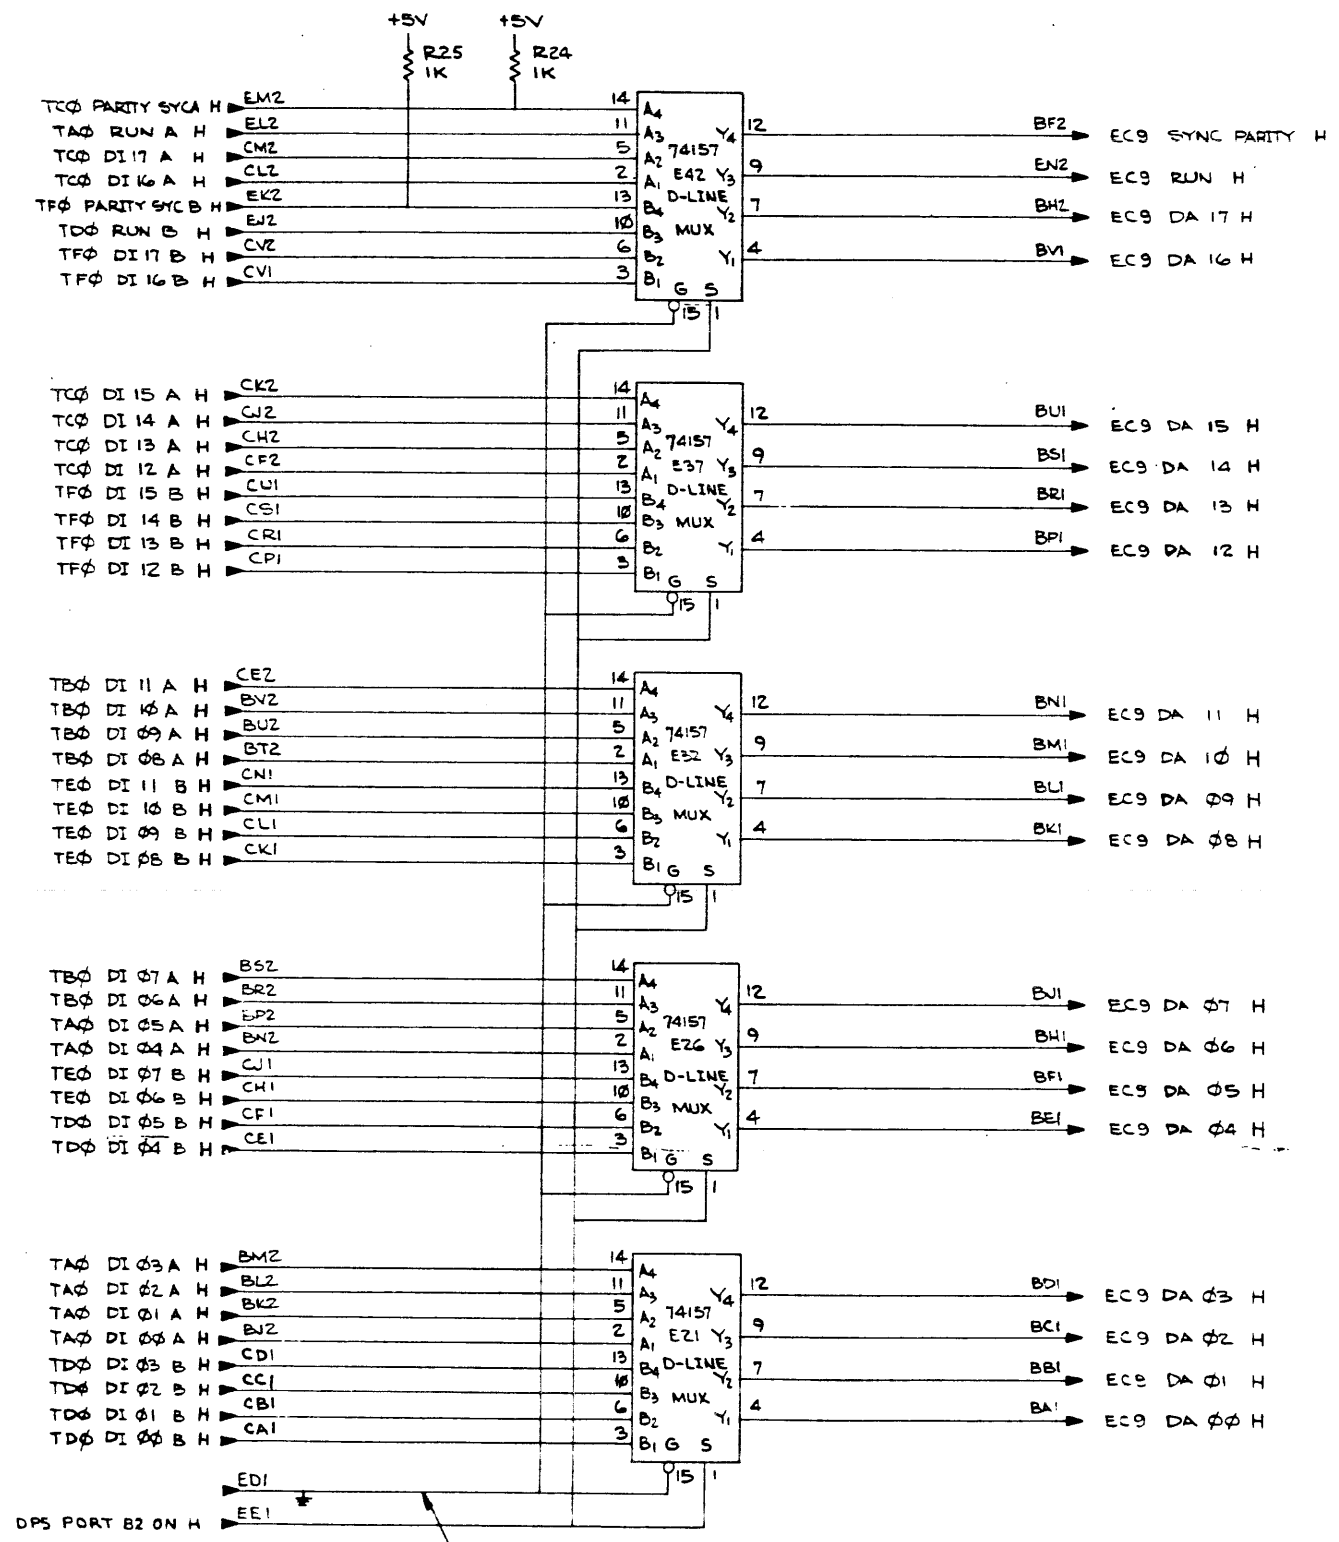 +5V +5V
R25 1K R24 1K
TCØ PARITY SYCA H EM2 14 A4
TAØ RUN A H EL2 11 A3 Y4 12 BF2 EC9 SYNC PARITY H
TCØ DI 17 A H CM2 5 A2 74157
TCØ DI 16 A H CL2 2 A1 E42 Y3 9 EN2 EC9 RUN H
TFØ PARITY SYC B H EK2 13 B4 D-LINE
TDØ RUN B H EJ2 10 B3 MUX Y2 7 BH2 EC9 DA 17 H
TFØ DI 17 B H CV2 6 B2
TFØ DI 16 B H CV1 3 B1 Y1 4 BV1 EC9 DA 16 H
G S
15 1
TCØ DI 15 A H CK2 14 A4
TCØ DI 14 A H CJ2 11 A3 Y4 12 BU1 EC9 DA 15 H
TCØ DI 13 A H CH2 5 A2 74157
TCØ DI 12 A H CF2 2 A1 E37 Y3 9 BS1 EC9 DA 14 H
TFØ DI 15 B H CU1 13 B4 D-LINE
TFØ DI 14 B H CS1 10 B3 MUX Y2 7 BR1 EC9 DA 13 H
TFØ DI 13 B H CR1 6 B2
TFØ DI 12 B H CP1 3 B1 Y1 4 BP1 EC9 DA 12 H
G S
15 1
TBØ DI 11 A H CE2 14 A4
TBØ DI 1Ø A H BV2 11 A3 Y4 12 BN1 EC9 DA 11 H
TBØ DI Ø9 A H BU2 5 A2 74157
TBØ DI Ø8 A H BT2 2 A1 E32 Y3 9 BM1 EC9 DA 1Ø H
TEØ DI 11 B H CN1 13 B4 D-LINE
TEØ DI 1Ø B H CM1 10 B3 MUX Y2 7 BL1 EC9 DA Ø9 H
TEØ DI Ø9 B H CL1 6 B2
TEØ DI Ø8 B H CK1 3 B1 Y1 4 BK1 EC9 DA Ø8 H
G S
15 1
TBØ DI Ø7 A H BS2 14 A4
TBØ DI Ø6 A H BR2 11 A3 Y4 12 BJ1 EC9 DA Ø7 H
TAØ DI Ø5 A H BP2 5 A2 74157
TAØ DI Ø4 A H BN2 2 A1 E26 Y3 9 BH1 EC9 DA Ø6 H
TEØ DI Ø7 B H CJ1 13 B4 D-LINE
TEØ DI Ø6 B H CH1 10 B3 MUX Y2 7 BF1 EC9 DA Ø5 H
TDØ DI Ø5 B H CF1 6 B2
TDØ DI Ø4 B H CE1 3 B1 Y1 4 BE1 EC9 DA Ø4 H
G S
15 1
TAØ DI Ø3 A H BM2 14 A4
TAØ DI Ø2 A H BL2 11 A3 Y4 12 BD1 EC9 DA Ø3 H
TAØ DI Ø1 A H BK2 5 A2 74157
TAØ DI ØØ A H BJ2 2 A1 E21 Y3 9 BC1 EC9 DA Ø2 H
TDØ DI Ø3 B H CD1 13 B4 D-LINE
TDØ DI Ø2 B H CC1 10 B3 MUX Y2 7 BB1 EC9 DA Ø1 H
TDØ DI Ø1 B H CB1 6 B2
TDØ DI ØØ B H CA1 3 B1 Y1 4 BA1 EC9 DA ØØ H
G S
15 1
ED1
DP5 PORT B2 ON H EE1